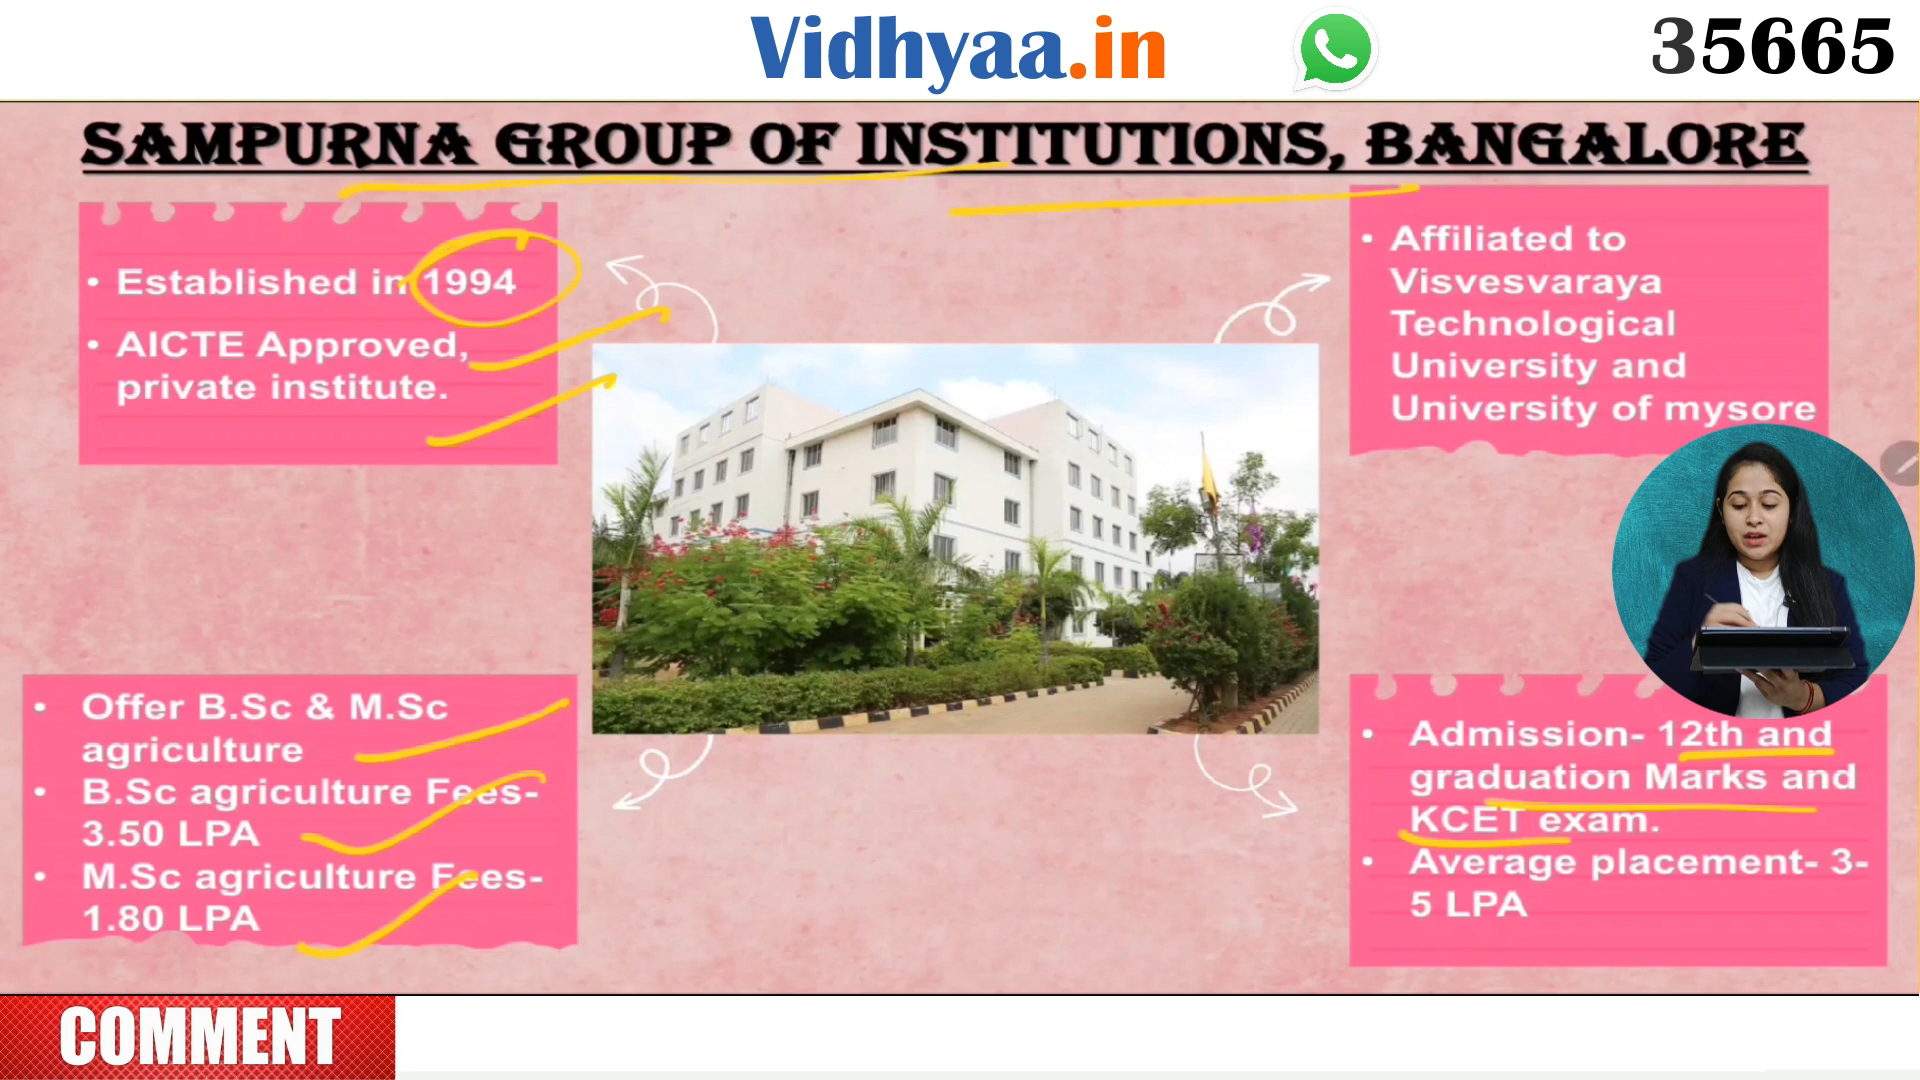 Vidhyaa.in
35665
SAMPURNA GROUP OF INSTITUTIONS, BANGALORE
• Established in 1994
• AICTE Approved,
private institute.
• Affiliated to
Visvesvaraya
Technological
University and
University of mysore
• Offer B.Sc & M.Sc
agriculture
• B.Sc agriculture Fees-
3.50 LPA
• M.Sc agriculture Fees-
1.80 LPA
• Admission- 12th and
graduation Marks and
KCET exam.
• Average placement- 3-
5 LPA
COMMENT